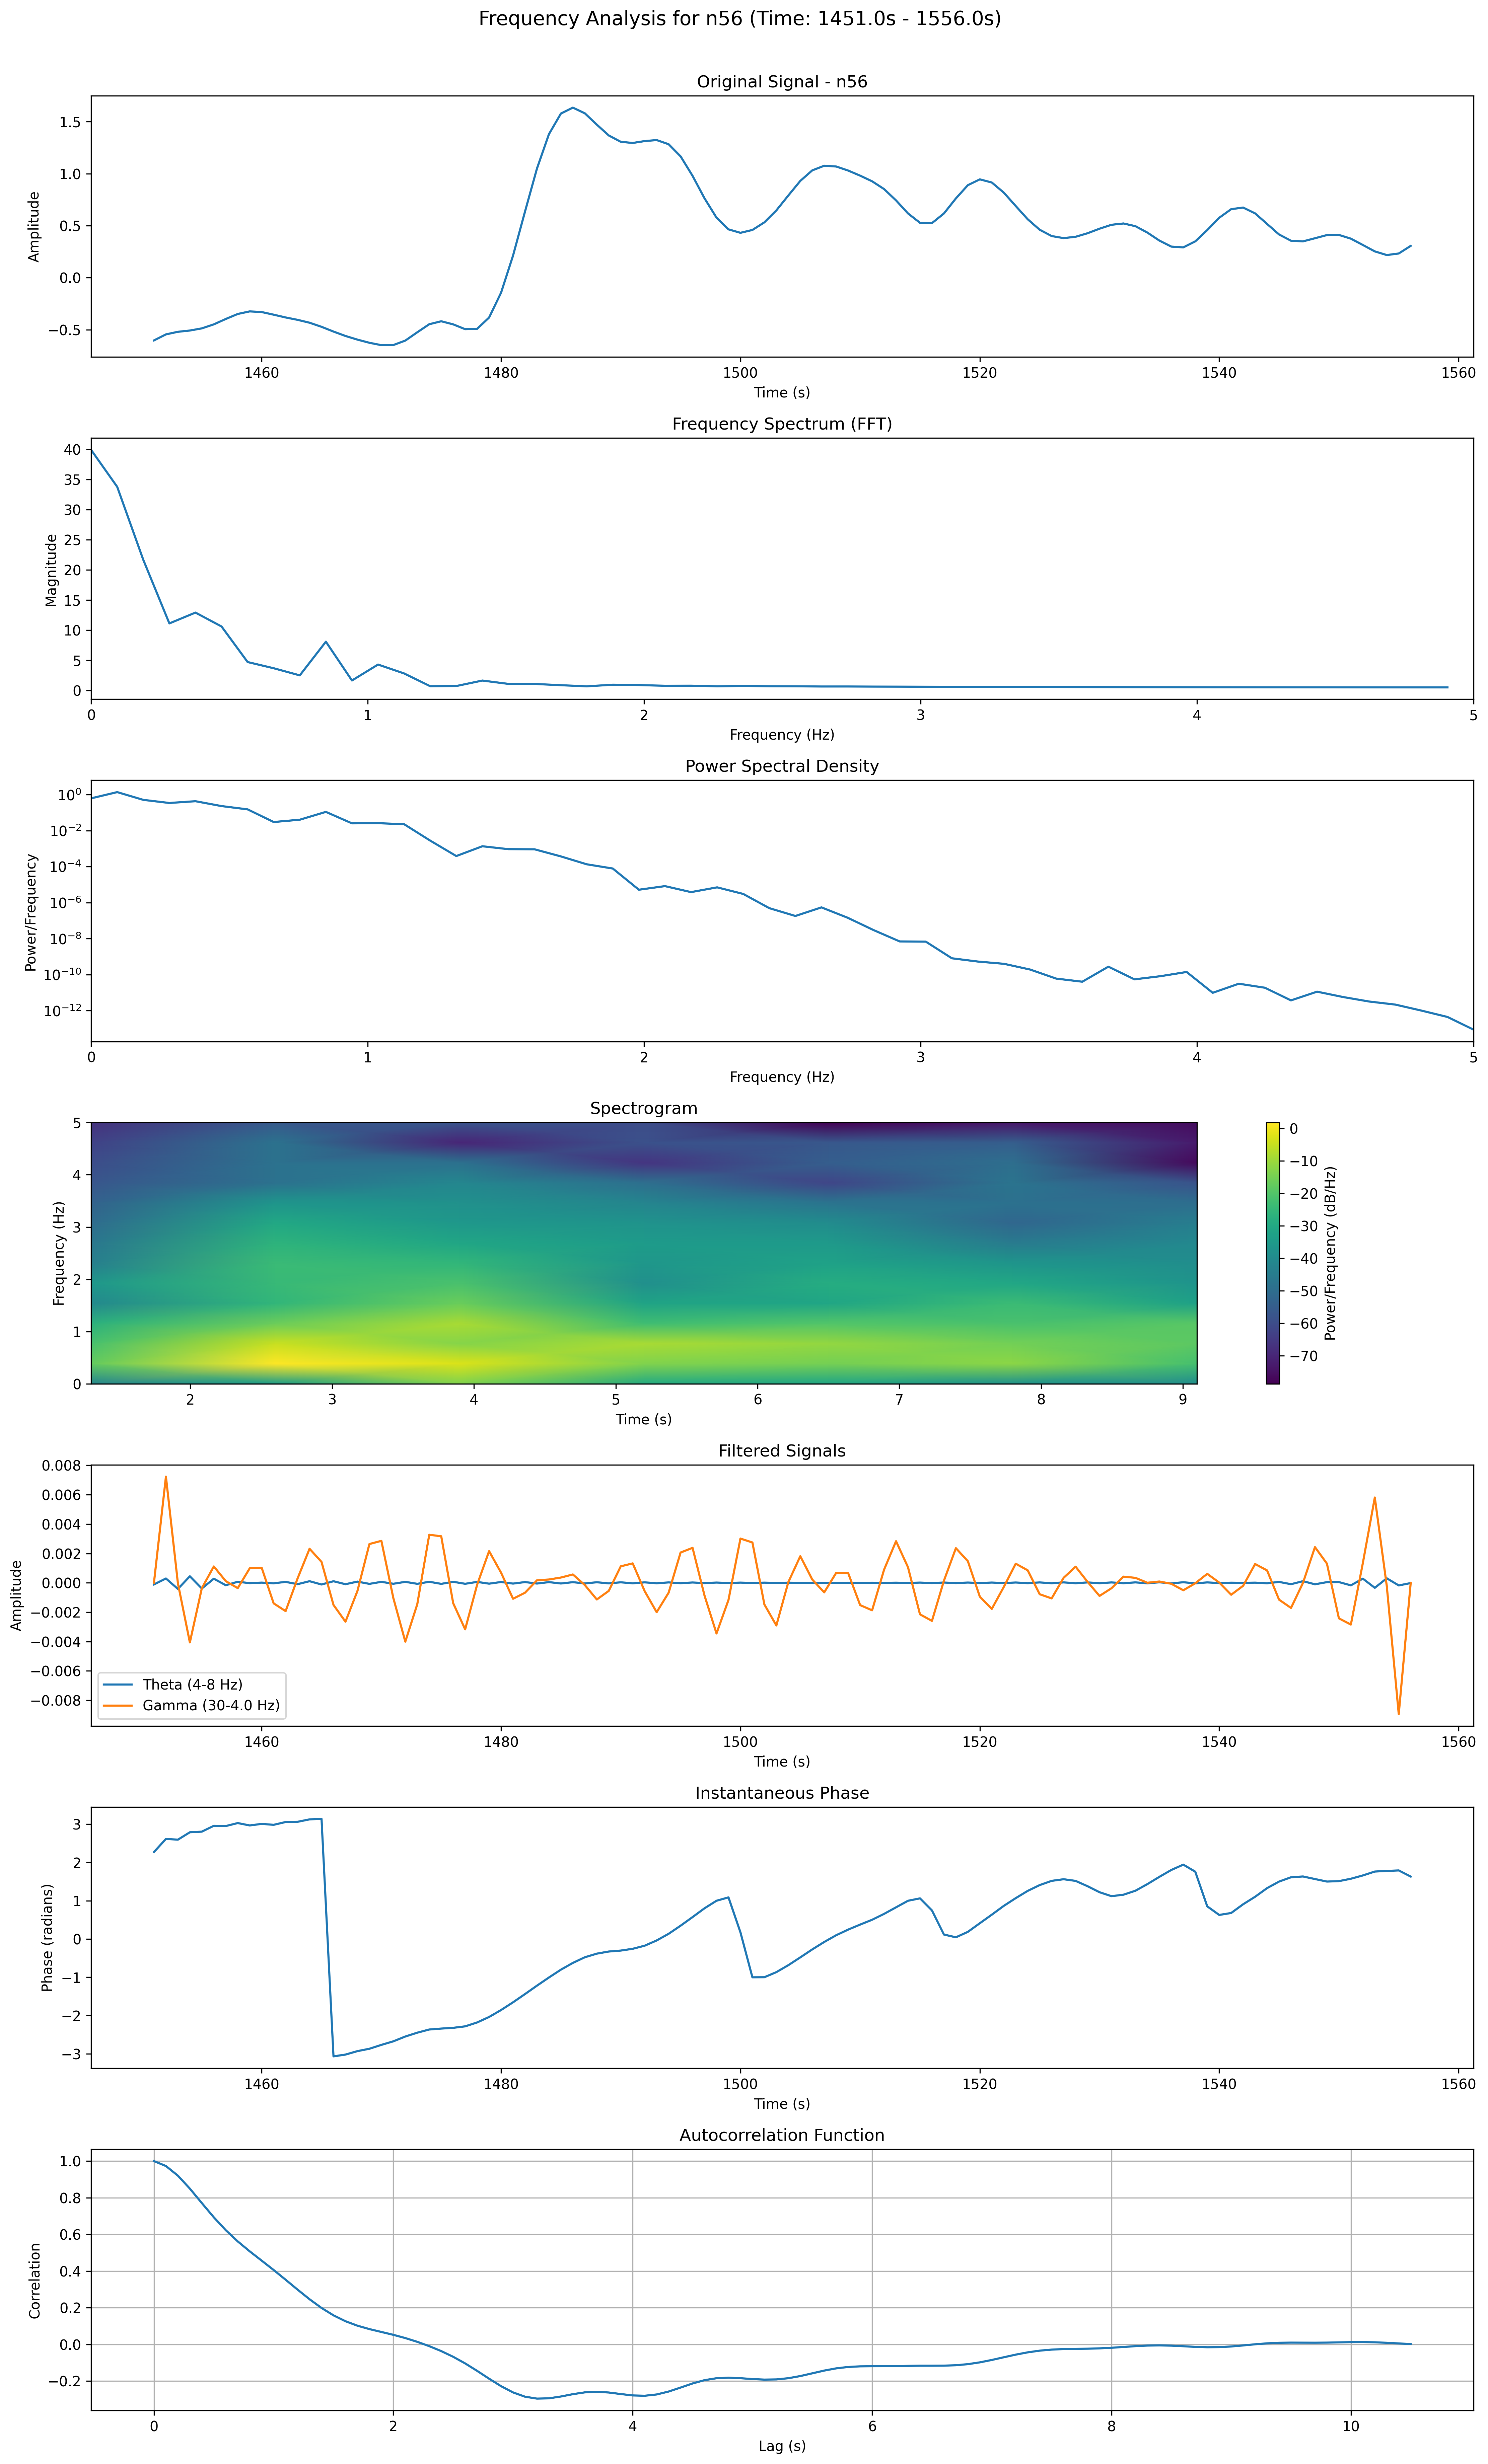 Frequency Analysis for n56 (Time: 1451.0s - 1556.0s)
Original Signal - n56
Amplitude
1.5
1.0
0.5
0.0
−0.5
1460 1480 1500 1520 1540 1560
Time (s)
Frequency Spectrum (FFT)
Magnitude
40
35
30
25
20
15
10
5
0
0 1 2 3 4 5
Frequency (Hz)
Power Spectral Density
Power/Frequency
10⁰
10⁻²
10⁻⁴
10⁻⁶
10⁻⁸
10⁻¹⁰
10⁻¹²
0 1 2 3 4 5
Frequency (Hz)
Spectrogram
Frequency (Hz)
5
4
3
2
1
0
2 3 4 5 6 7 8 9
Time (s)
0
−10
−20
−30
−40
−50
−60
−70
Power/Frequency (dB/Hz)
Filtered Signals
Amplitude
0.008
0.006
0.004
0.002
0.000
−0.002
−0.004
−0.006
−0.008
Theta (4-8 Hz)
Gamma (30-4.0 Hz)
1460 1480 1500 1520 1540 1560
Time (s)
Instantaneous Phase
Phase (radians)
3
2
1
0
−1
−2
−3
1460 1480 1500 1520 1540 1560
Time (s)
Autocorrelation Function
Correlation
1.0
0.8
0.6
0.4
0.2
0.0
−0.2
0 2 4 6 8 10
Lag (s)